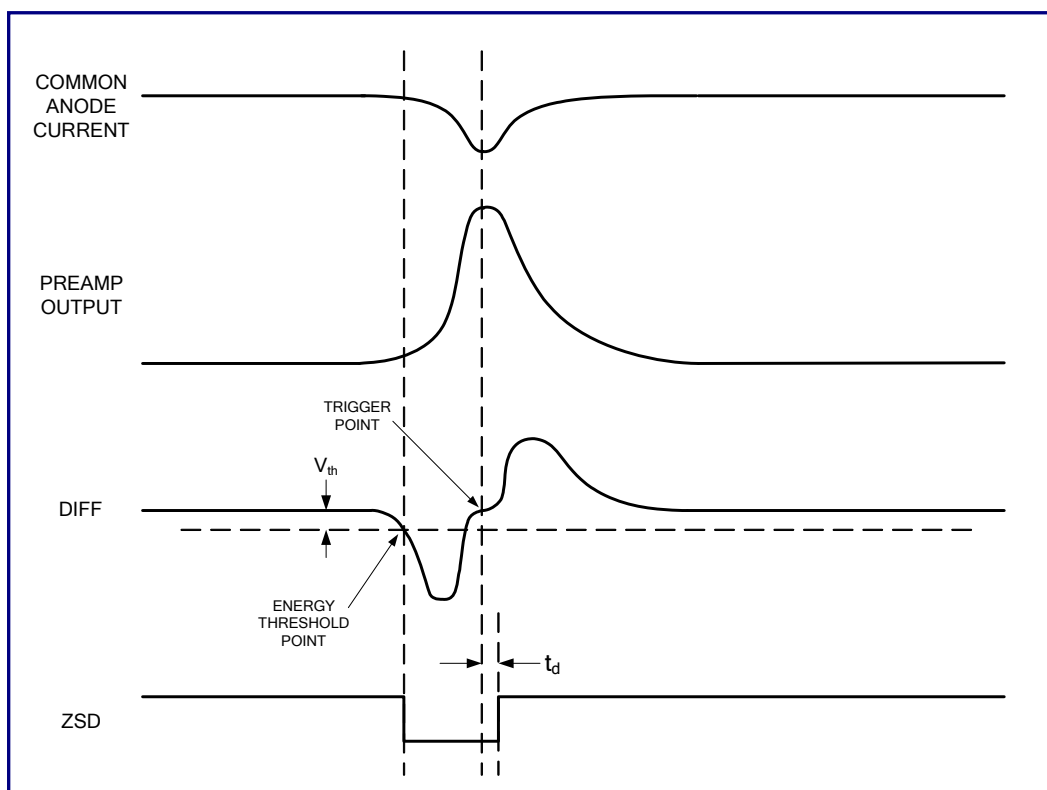 COMMON
ANODE
CURRENT
PREAMP
OUTPUT
TRIGGER
POINT
Vth
DIFF
ENERGY
THRESHOLD
POINT
td
ZSD